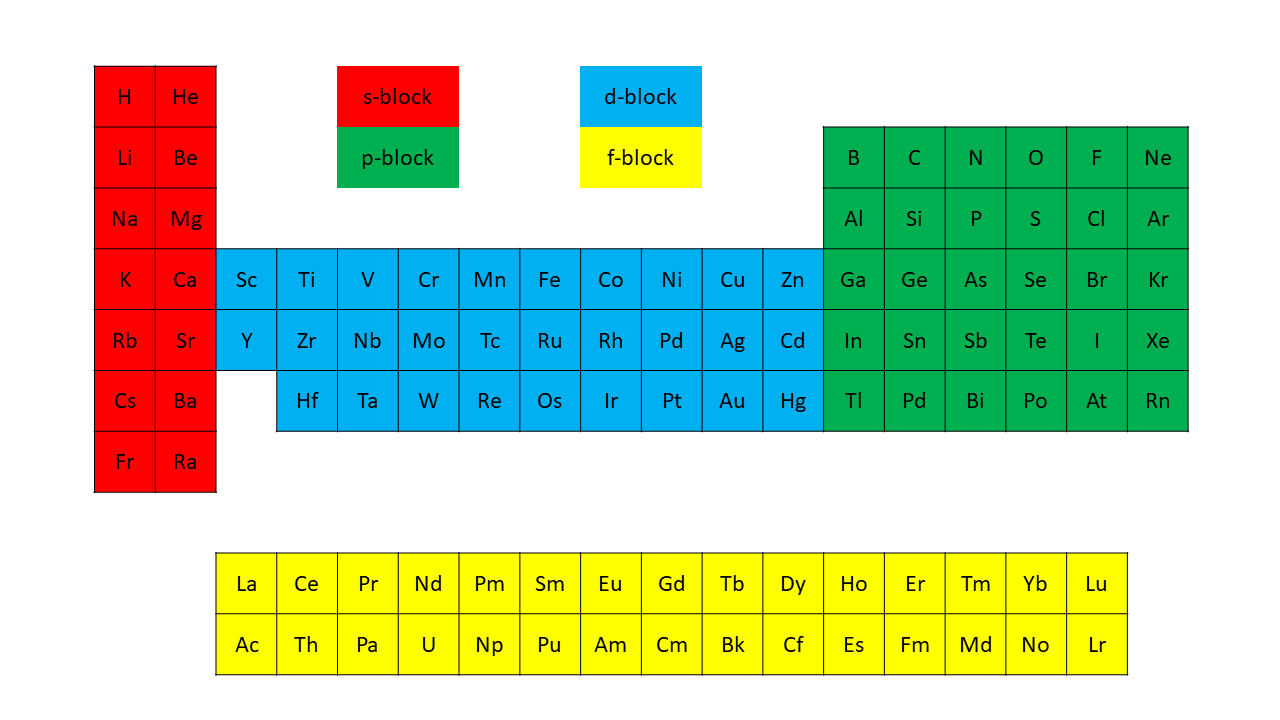 H He s-block d-block
Li Be p-block f-block B C N O F Ne
Na Mg Al Si P S Cl Ar
K Ca Sc Ti V Cr Mn Fe Co Ni Cu Zn Ga Ge As Se Br Kr
Rb Sr Y Zr Nb Mo Tc Ru Rh Pd Ag Cd In Sn Sb Te I Xe
Cs Ba Hf Ta W Re Os Ir Pt Au Hg Tl Pd Bi Po At Rn
Fr Ra
La Ce Pr Nd Pm Sm Eu Gd Tb Dy Ho Er Tm Yb Lu
Ac Th Pa U Np Pu Am Cm Bk Cf Es Fm Md No Lr